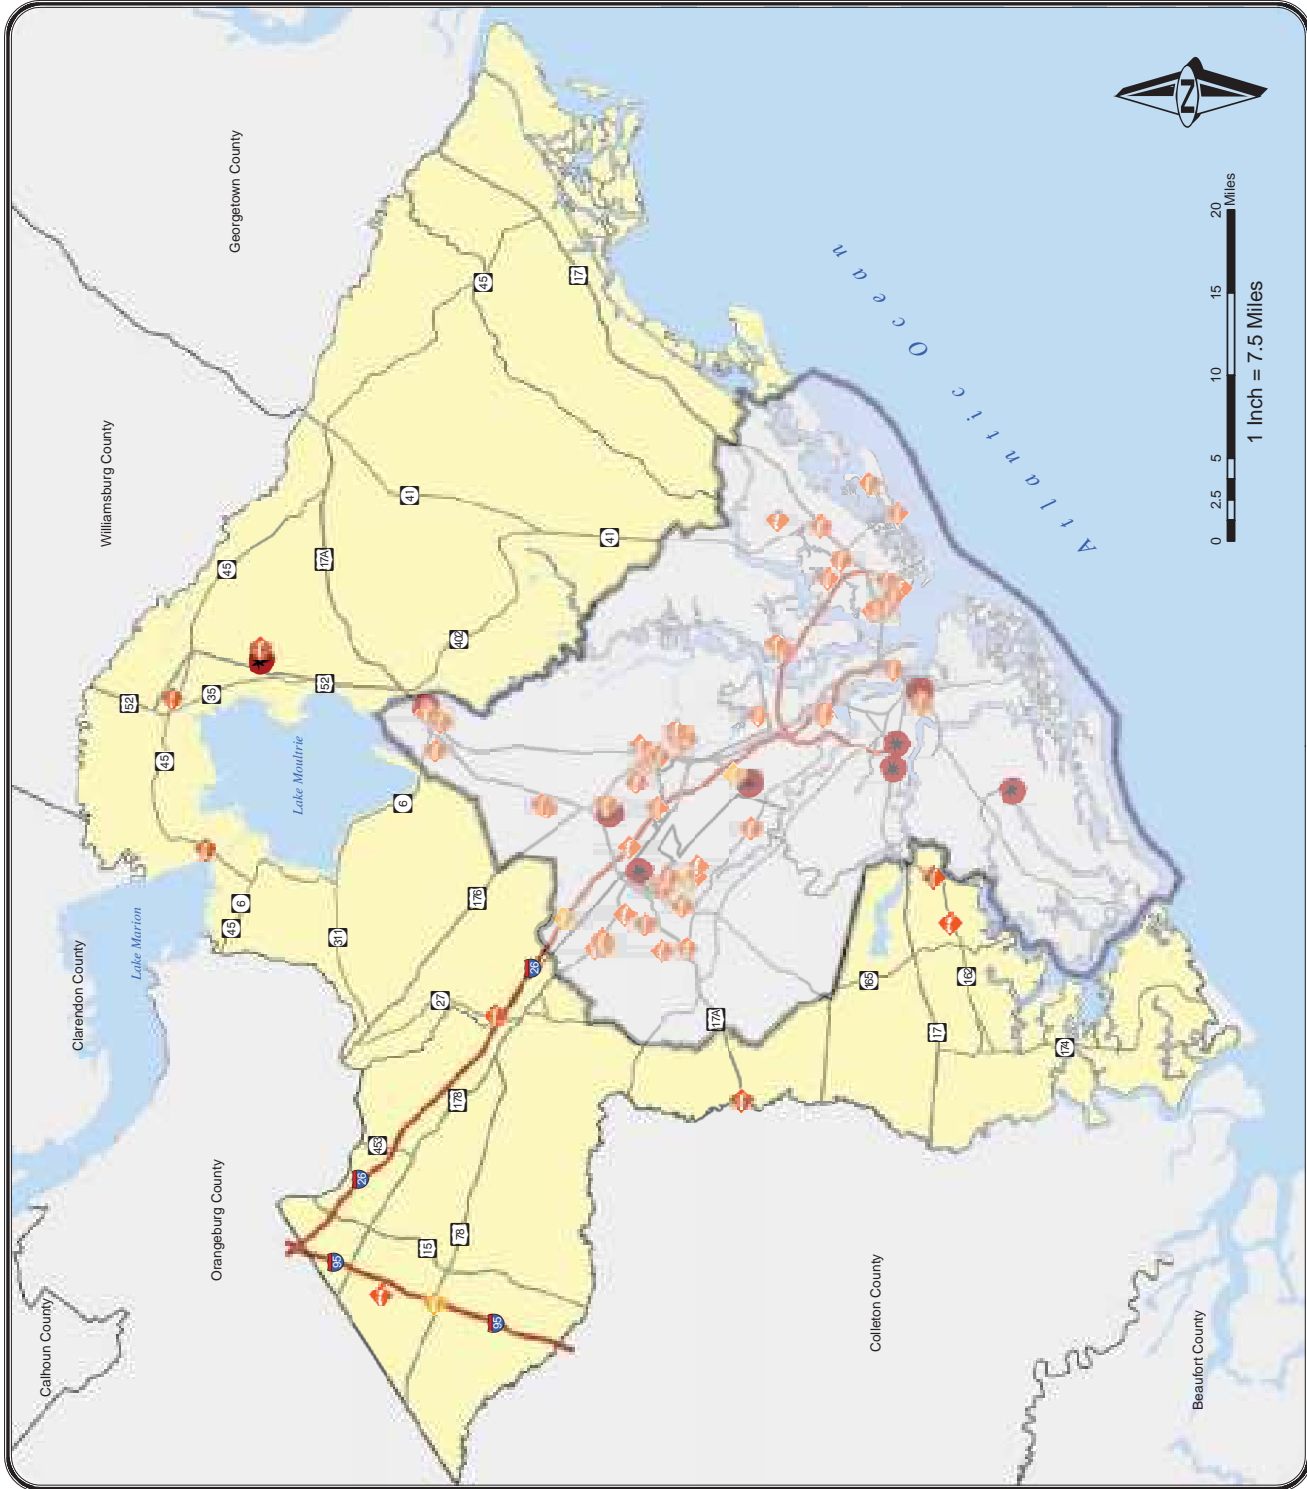 Calhoun County
Orangeburg County
Clarendon County
Williamsburg County
Georgetown County
Colleton County
Beaufort County
Lake Marion
Lake Moultrie
Atlantic Ocean
N
0 2.5 5 10 15 20
Miles
1 Inch = 7.5 Miles
52
35
45
45
17A
52
41
41
402
45
17
6
6
45
311
176
27
26
178
453
26
95
15
78
95
17A
165
162
17
174